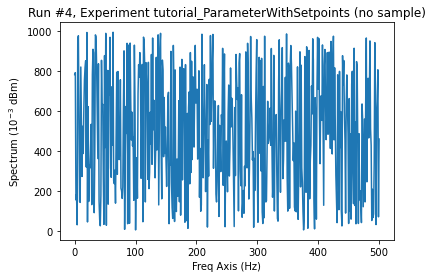 Run #4, Experiment tutorial_ParameterWithSetpoints (no sample)
1000
800
600
400
200
0
Spectrum (10⁻³ dBm)
0 100 200 300 400 500
Freq Axis (Hz)